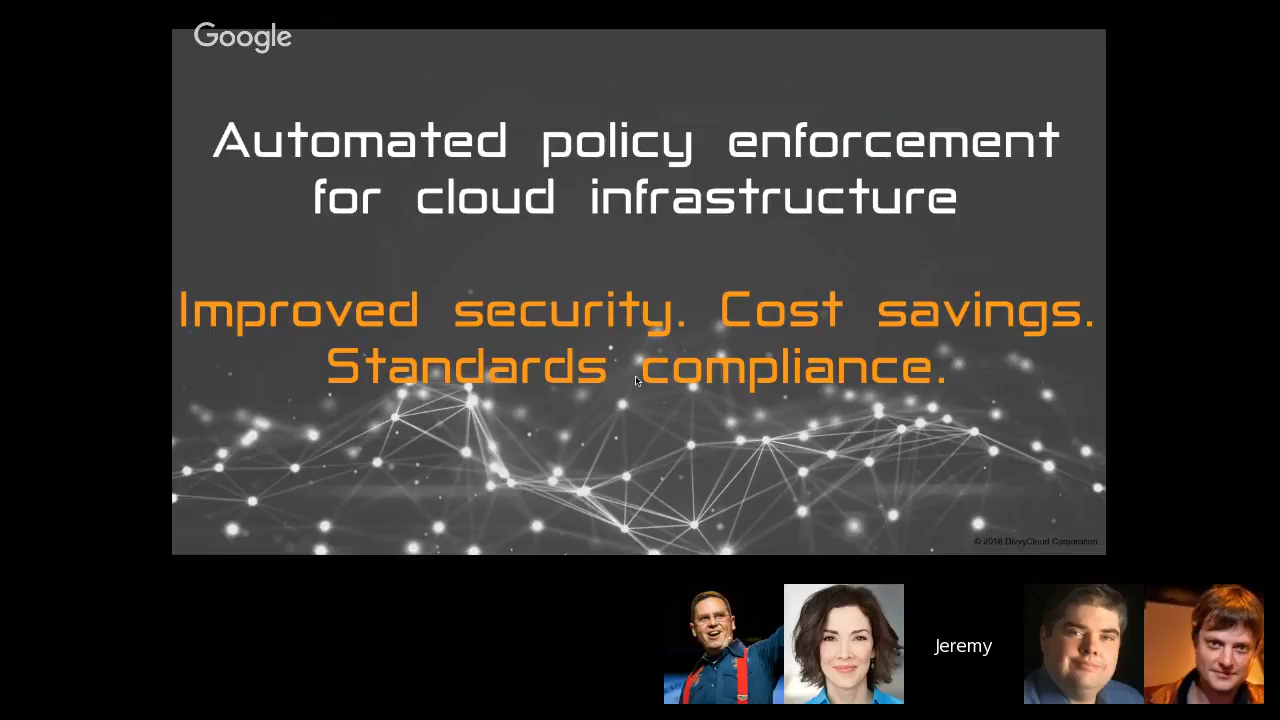 Google
Automated policy enforcement
for cloud infrastructure
Improved security. Cost savings.
Standards compliance.
© 2016 DivvyCloud Corporation
Jeremy